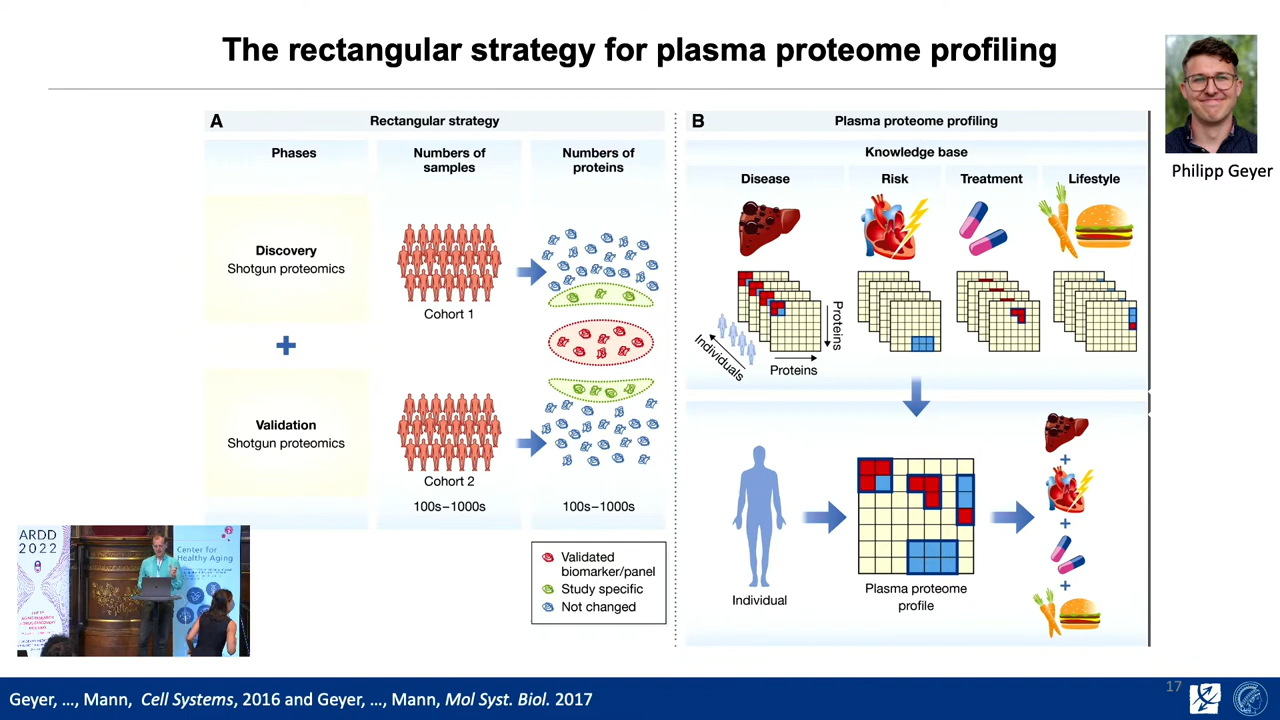 The rectangular strategy for plasma proteome profiling
Philipp Geyer
A
Rectangular strategy
Phases
Numbers of
samples
Numbers of
proteins
Discovery
Shotgun proteomics
Cohort 1
+
Validation
Shotgun proteomics
Cohort 2
100s–1000s
100s–1000s
Validated
biomarker/panel
Study specific
Not changed
B
Plasma proteome profiling
Knowledge base
Disease
Risk
Treatment
Lifestyle
Individuals
Proteins
Proteins
Individual
Plasma proteome
profile
+
+
+
ARDD
2022
Center for
Healthy Aging
Geyer, …, Mann, Cell Systems, 2016 and Geyer, …, Mann, Mol Syst. Biol. 2017
17